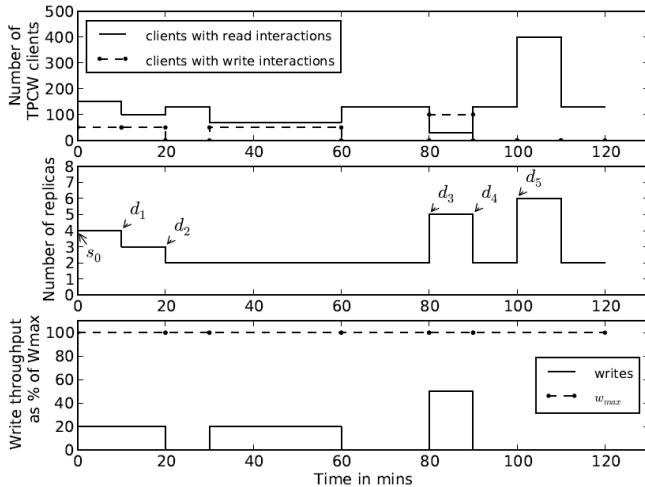 500
400
300
200
100
0
Number of
TPCW clients
clients with read interactions
clients with write interactions
0 20 40 60 80 100 120
8
7
6
5
4
3
2
1
0
Number of replicas
s0
d1
d2
d3
d4
d5
0 20 40 60 80 100 120
100
80
60
40
20
0
Write throughput
as % of Wmax
writes
wmax
0 20 40 60 80 100 120
Time in mins